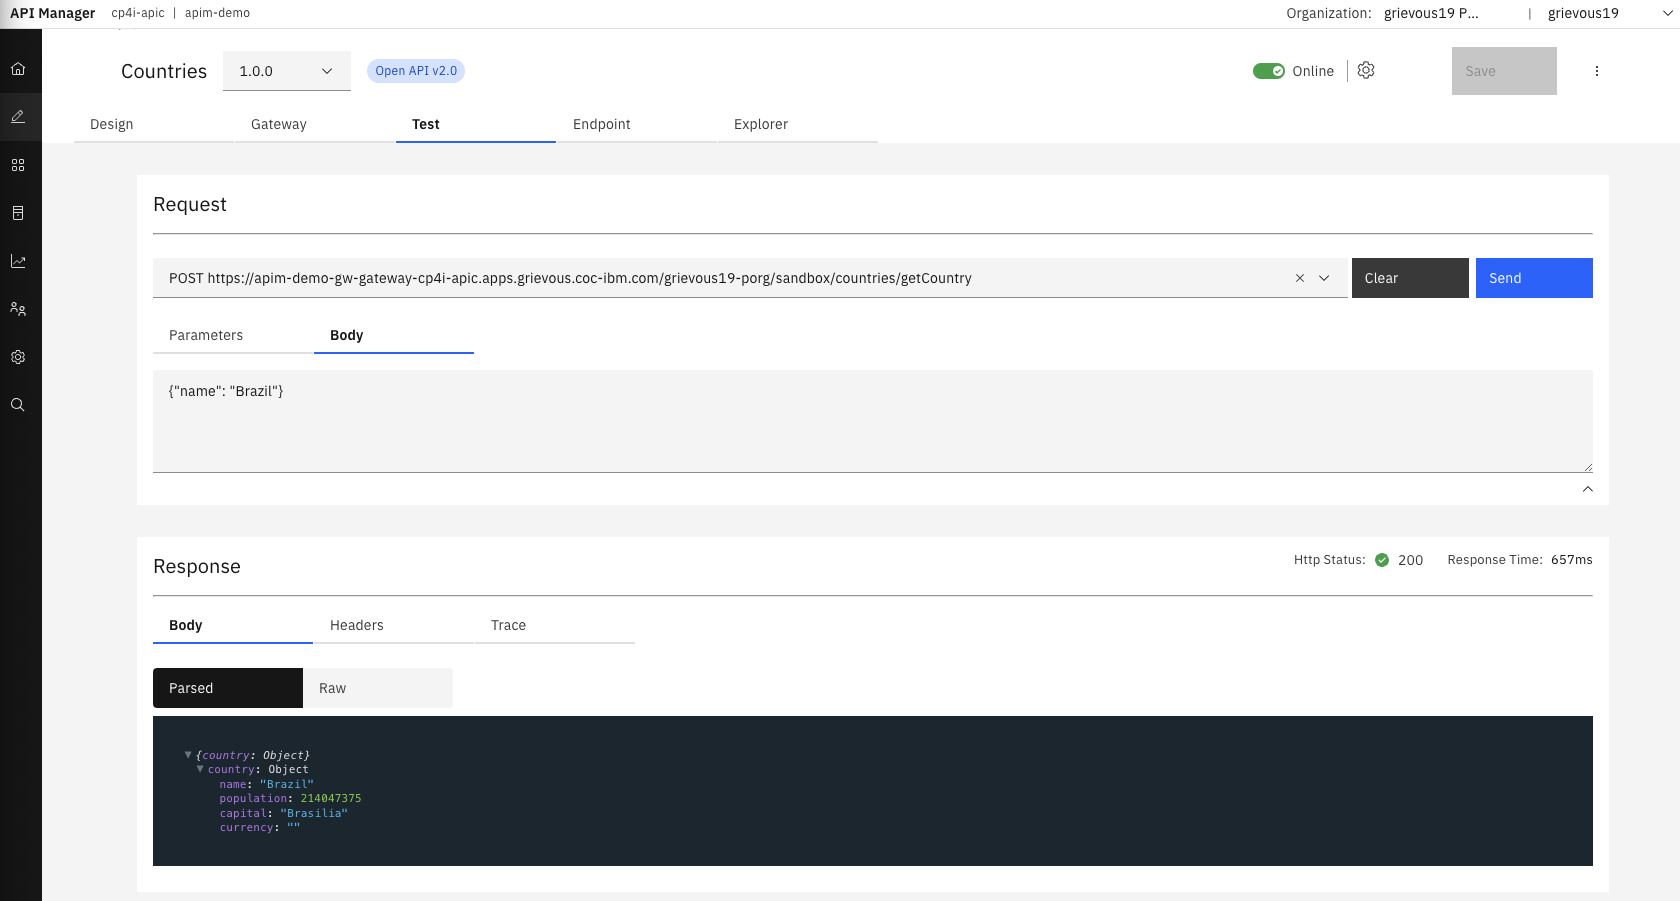 API Manager cp4i-apic | apim-demo Organization: grievous19 P... | grievous19
Countries 1.0.0 Open API v2.0 Online Save
Design Gateway Test Endpoint Explorer
Request
POST https://apim-demo-gw-gateway-cp4i-apic.apps.grievous.coc-ibm.com/grievous19-porg/sandbox/countries/getCountry Clear Send
Parameters Body
{"name": "Brazil"}
Response Http Status: 200 Response Time: 657ms
Body Headers Trace
Parsed Raw
{country: Object}
country: Object
name: "Brazil"
population: 214047375
capital: "Brasilia"
currency: ""